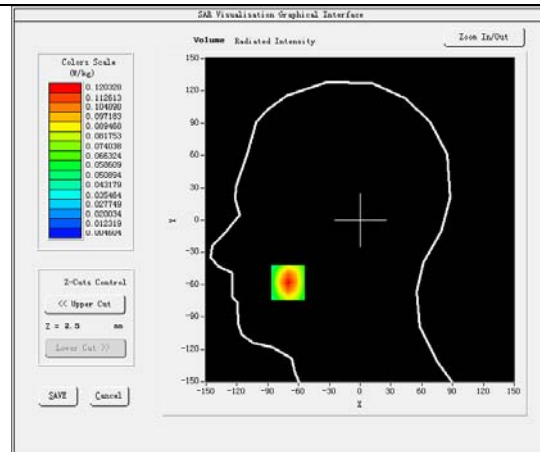 SAR Visualisation Graphical Interface
Volume Radiated Intensity
Zoom In/Out
Colors Scale
(W/kg)
0.120328
0.112613
0.104898
0.097183
0.089468
0.081753
0.074038
0.066324
0.058609
0.050894
0.043179
0.035464
0.027749
0.020034
0.012319
0.004604
Z-Cuts Control
<< Upper Cut
Z = 2.5 mm
Lower Cut >>
SAVE Cancel
150
120
90
60
30
0
-30
-60
-90
-120
-150
Y
-150 -120 -90 -60 -30 0 30 60 90 120 150
X